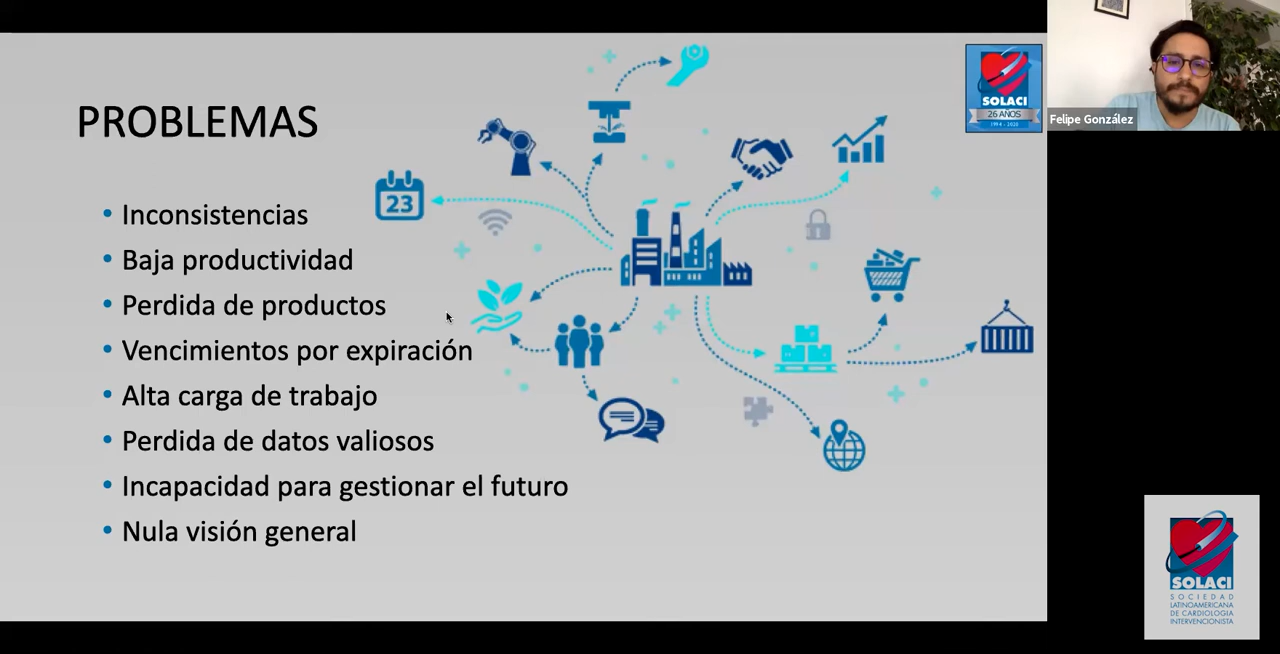 PROBLEMAS
• Inconsistencias
• Baja productividad
• Perdida de productos
• Vencimientos por expiración
• Alta carga de trabajo
• Perdida de datos valiosos
• Incapacidad para gestionar el futuro
• Nula visión general
23
SOLACI
26 AÑOS
1994 - 2020
Felipe González
SOLACI
SOCIEDAD
LATINOAMERICANA
DE CARDIOLOGIA
INTERVENCIONISTA